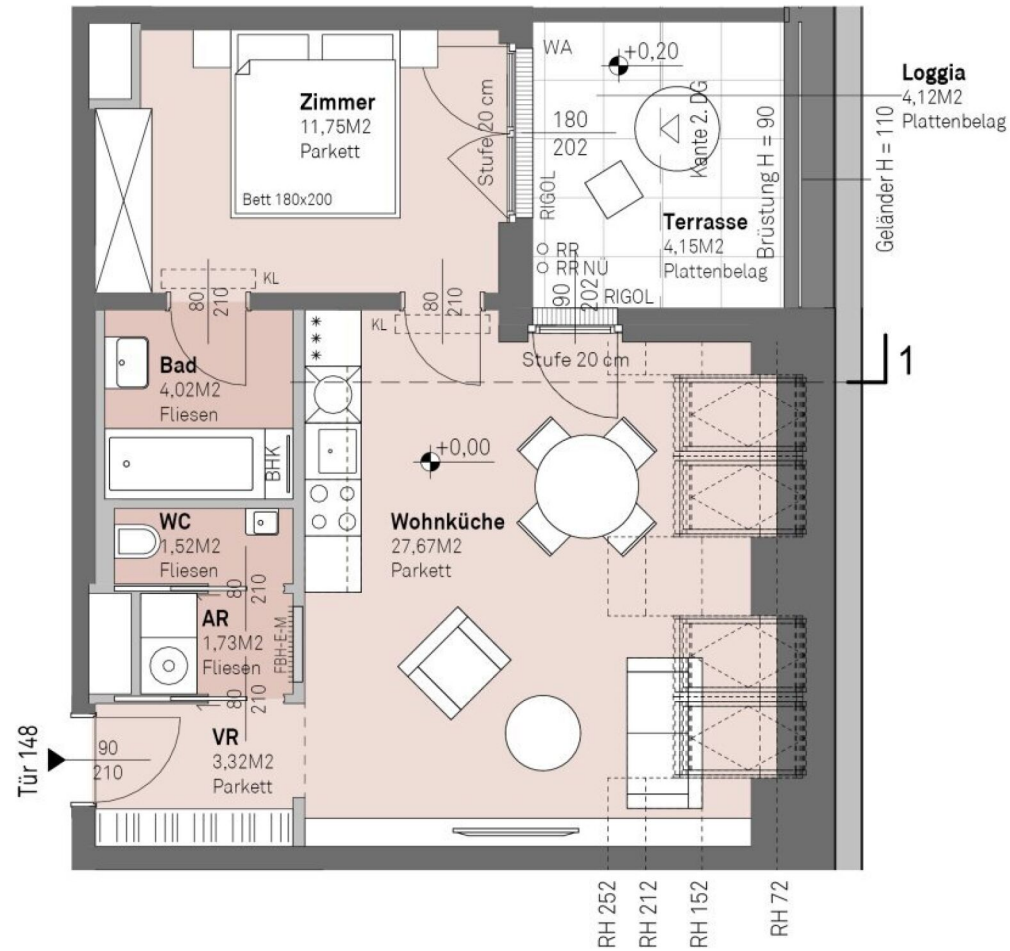 WA
+0,20
Loggia
4,12M2
Plattenbelag
Zimmer
11,75M2
Parkett
Stufe 20 cm
180
202
Kante 2. DG
Brüstung H = 90
Geländer H = 110
Bett 180x200
RIGOL
Terrasse
4,15M2
Plattenbelag
RR
RR NÜ
RIGOL
KL
80
210
KL
80
210
90
202
Stufe 20 cm
1
Bad
4,02M2
Fliesen
+0,00
BHK
WC
1,52M2
Fliesen
80
210
Wohnküche
27,67M2
Parkett
AR
1,73M2
Fliesen
FBH-E-M
80
210
VR
3,32M2
Parkett
Tür 148
90
210
RH 252
RH 212
RH 152
RH 72